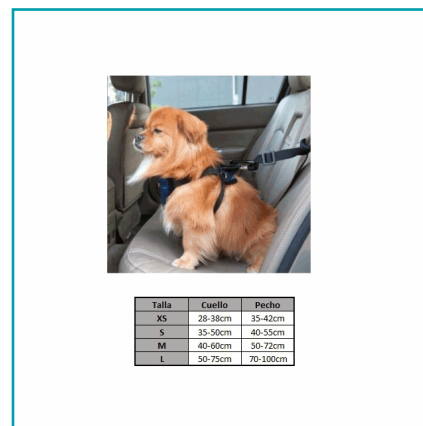 Talla Cuello Pecho
XS 28-38cm 35-42cm
S 35-50cm 40-55cm
M 40-60cm 50-72cm
L 50-75cm 70-100cm